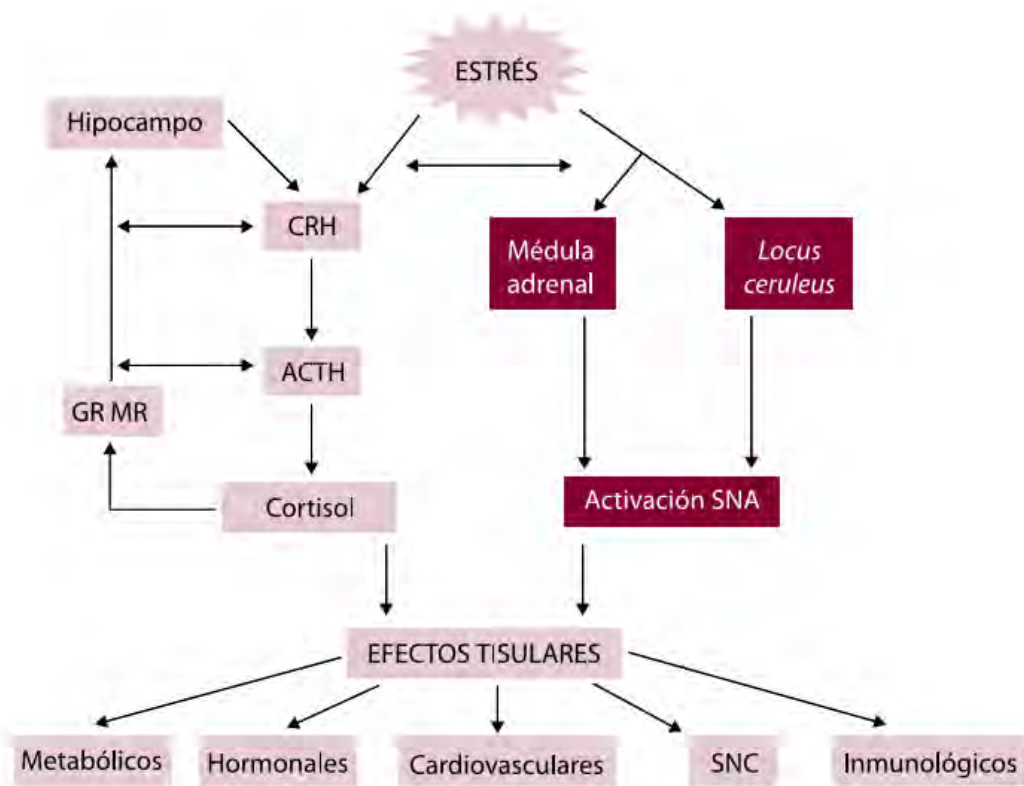 ESTRÉS
Hipocampo
CRH
Médula
adrenal
Locus
ceruleus
ACTH
GR MR
Cortisol
Activación SNA
EFECTOS TISULARES
Metabólicos
Hormonales
Cardiovasculares
SNC
Inmunológicos